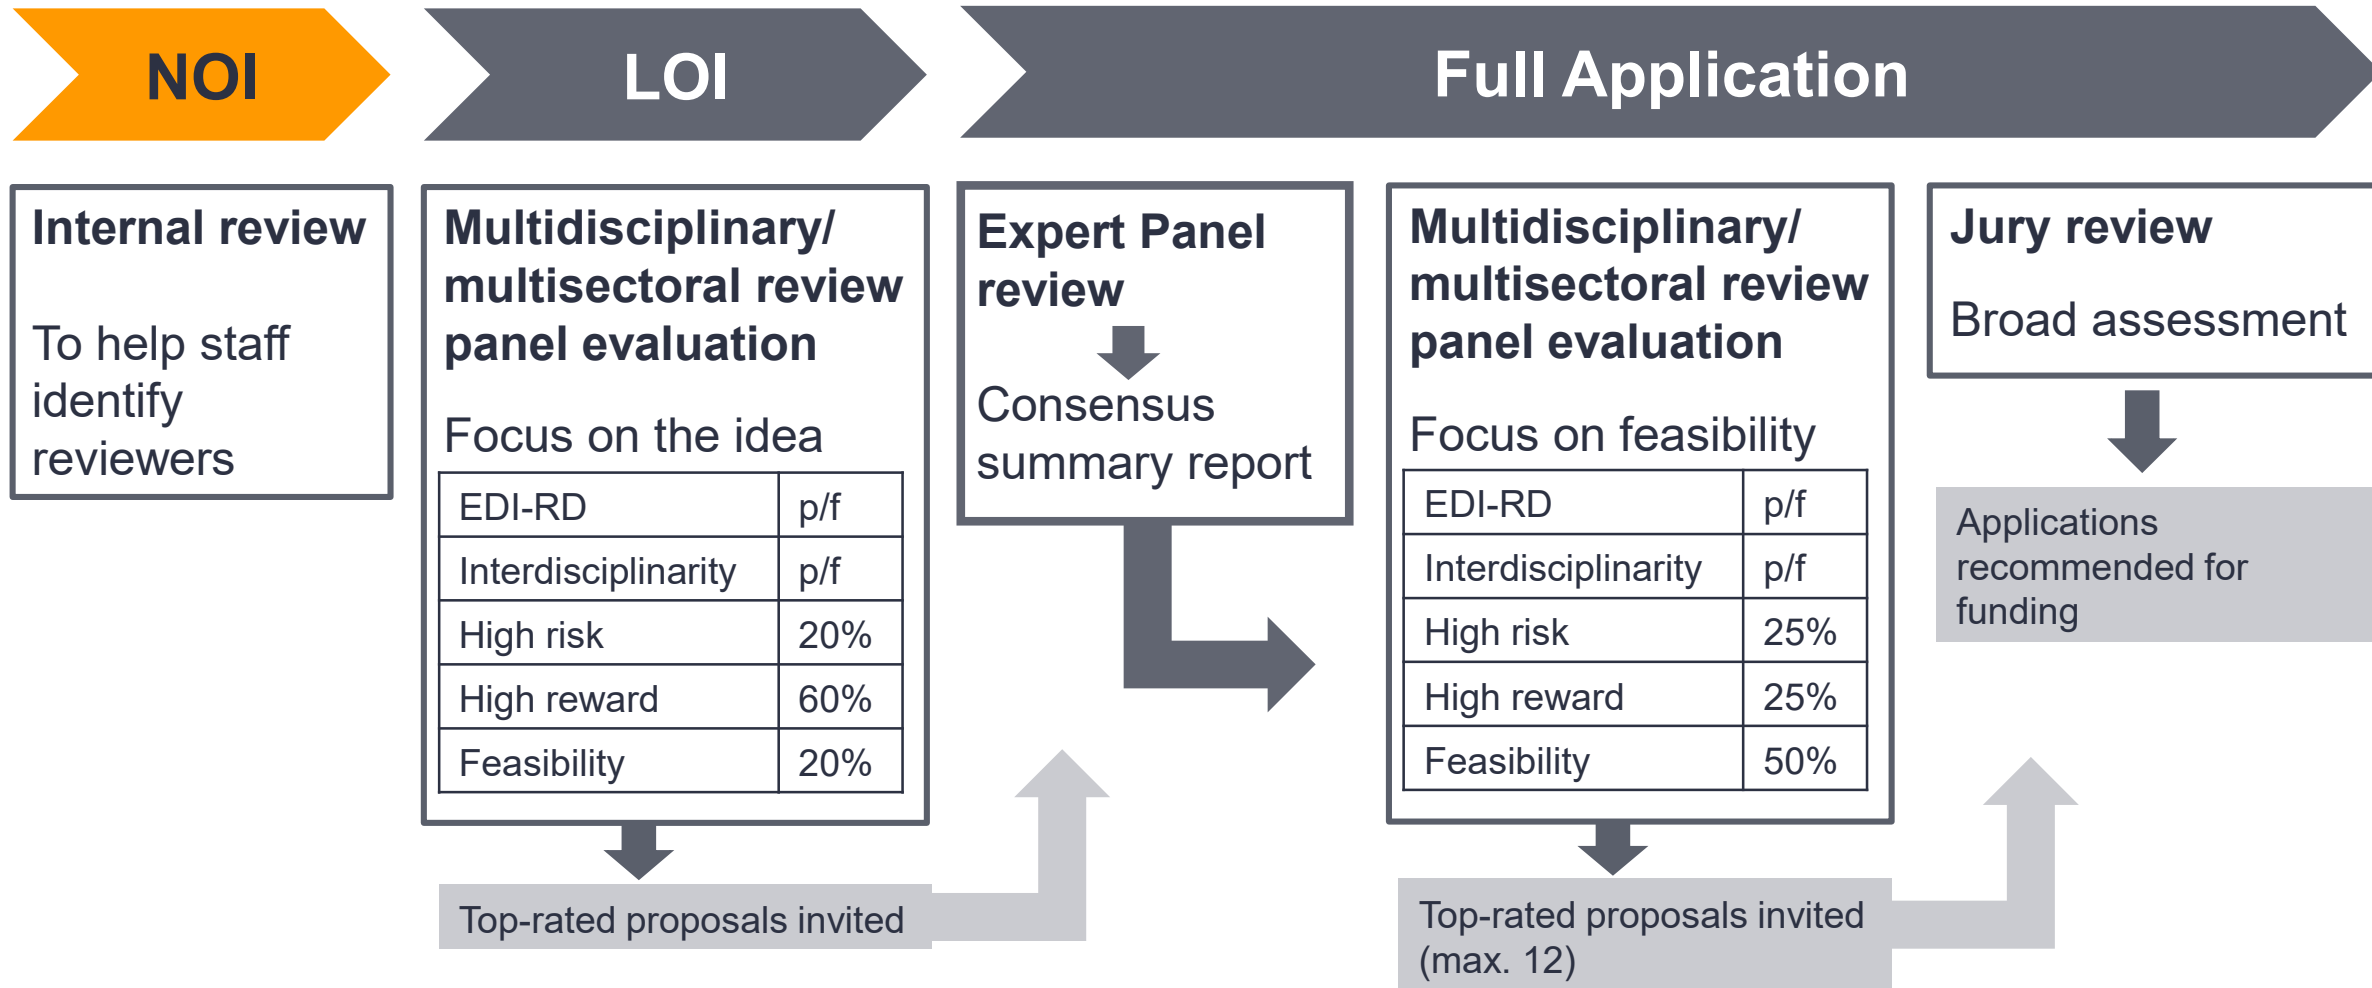 NOI
LOI
Full Application
Internal review
To help staff
identify
reviewers
Multidisciplinary/
multisectoral review
panel evaluation
Focus on the idea
EDI-RD p/f
Interdisciplinarity p/f
High risk 20%
High reward 60%
Feasibility 20%
Top-rated proposals invited
Expert Panel
review
Consensus
summary report
Multidisciplinary/
multisectoral review
panel evaluation
Focus on feasibility
EDI-RD p/f
Interdisciplinarity p/f
High risk 25%
High reward 25%
Feasibility 50%
Top-rated proposals invited
(max. 12)
Jury review
Broad assessment
Applications
recommended for
funding